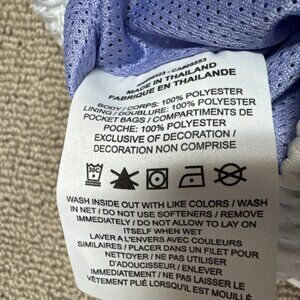 MADE IN THAILAND
FABRIQUE EN THAILANDE
BODY/CORPS: 100% POLYESTER
LINING/DOUBLURE: 100% POLYESTER
POCKET BAGS/COMPARTIMENTS DE
POCHE: 100% POLYESTER
EXCLUSIVE OF DECORATION/
DECORATION NON COMPRISE
WASH INSIDE OUT WITH LIKE COLORS / WASH
IN NET / DO NOT USE SOFTENERS / REMOVE
IMMEDIATELY / DO NOT ALLOW TO LAY ON
ITSELF WHEN WET
LAVER A L'ENVERS AVEC COULEURS
SIMILAIRES / PLACER DANS UN FILET POUR
NETTOYER / NE PAS UTILISER
D'ADOUCISSEUR / ENLEVER
IMMEDIATEMENT / NE PAS LAISSER LE
VÊTEMENT PLIÉ LORSQU'IL EST MOUILLÉ